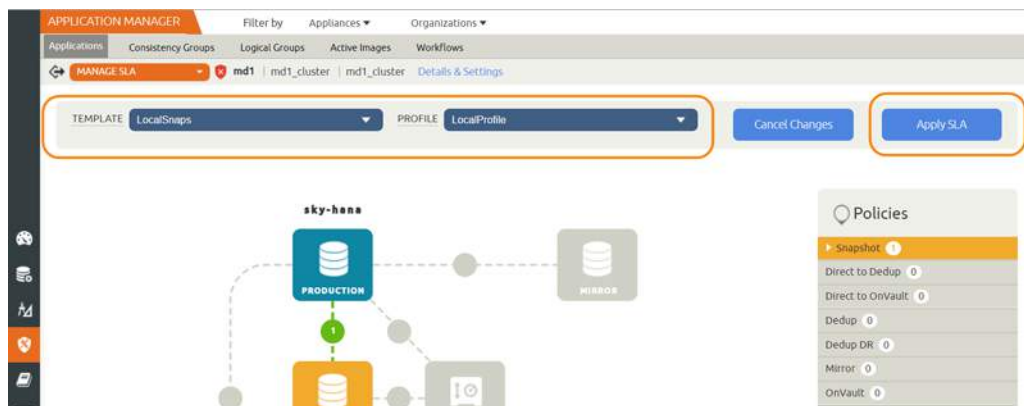 APPLICATION MANAGER Filter by Appliances Organizations
Applications Consistency Groups Logical Groups Active Images Workflows
MANAGE SLA md1 | md1_cluster | md1_cluster Details & Settings
TEMPLATE LocalSnaps PROFILE LocalProfile Cancel Changes Apply SLA
sky-hana
PRODUCTION
MIRROR
1
Policies
Snapshot 1
Direct to Dedup 0
Direct to OnVault 0
Dedup 0
Dedup DR 0
Mirror 0
OnVault 0